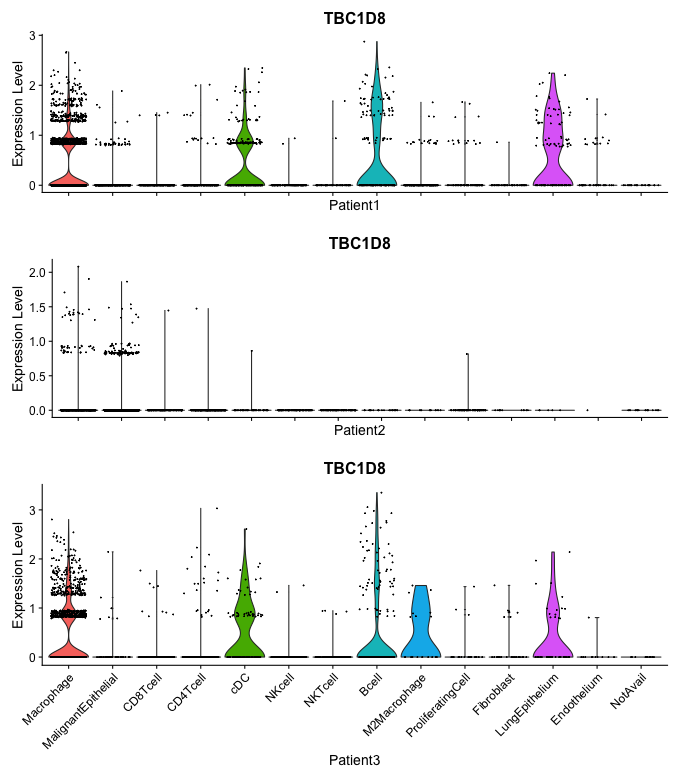 TBC1D8
Expression Level
3
2
1
0
Patient1
TBC1D8
Expression Level
2.0
1.5
1.0
0.5
0.0
Patient2
TBC1D8
Expression Level
3
2
1
0
Macrophage
MalignantEpithelial
CD8Tcell
CD4Tcell
cDC
NKcell
NKTcell
Bcell
M2Macrophage
ProliferatingCell
Fibroblast
LungEpithelium
Endothelium
NotAvail
Patient3